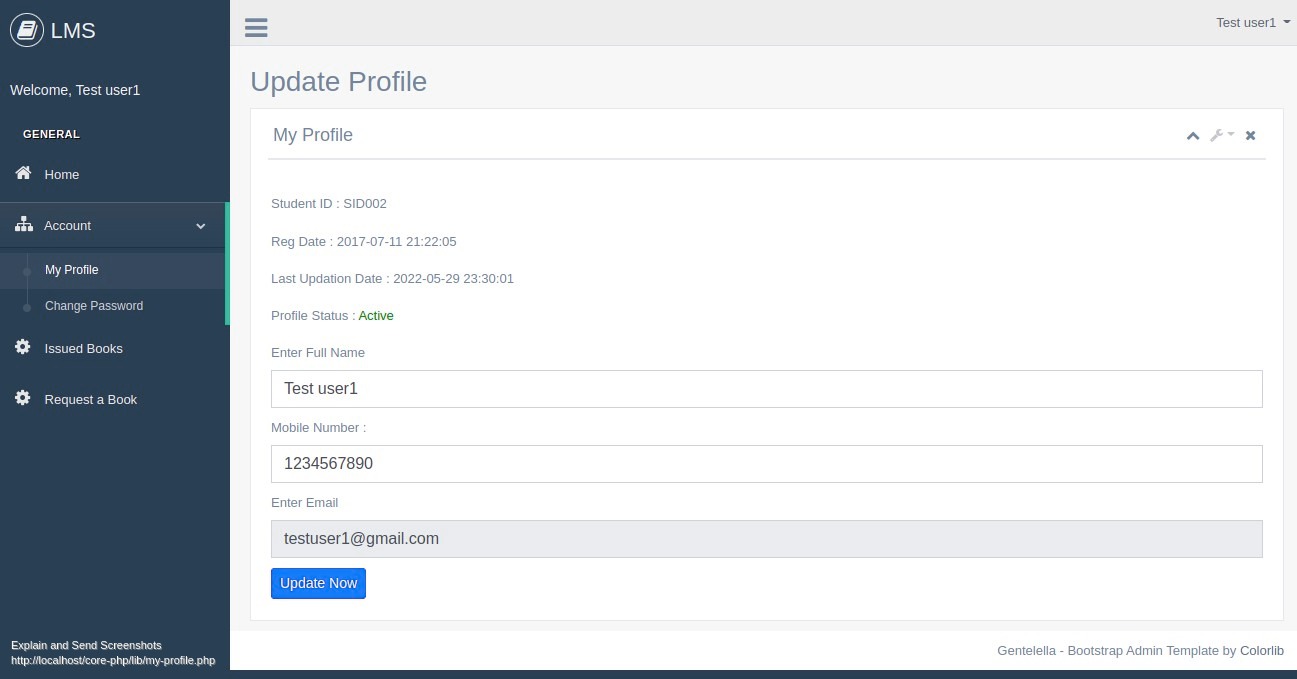 LMS
Test user1
Welcome, Test user1
GENERAL
Home
Account
My Profile
Change Password
Issued Books
Request a Book
Update Profile
My Profile
Student ID : SID002
Reg Date : 2017-07-11 21:22:05
Last Updation Date : 2022-05-29 23:30:01
Profile Status : Active
Enter Full Name
Test user1
Mobile Number :
1234567890
Enter Email
testuser1@gmail.com
Update Now
Explain and Send Screenshots
http://localhost/core-php/lib/my-profile.php
Gentelella - Bootstrap Admin Template by Colorlib